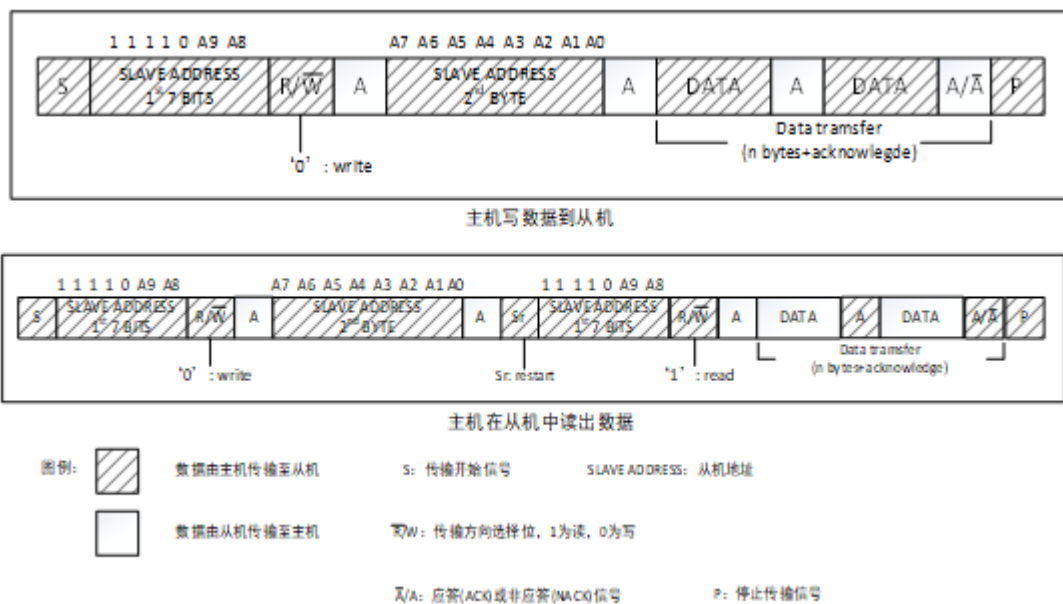 1 1 1 1 0 A9 A8 A7 A6 A5 A4 A3 A2 A1 A0
S SLAVE ADDRESS 1st 7 BITS R/W̅ A SLAVE ADDRESS 2nd BYTE A DATA A DATA A/A̅ P
Data tramsfer
(n bytes+acknowlegde)
‘0’ : write
主机写数据到从机
1 1 1 1 0 A9 A8 A7 A6 A5 A4 A3 A2 A1 A0 1 1 1 1 0 A9 A8
S SLAVE ADDRESS 1st 7 BITS R/W̅ A SLAVE ADDRESS 2nd BYTE A Sr SLAVE ADDRESS 1st 7 BITS R/W̅ A DATA A DATA A/A̅ P
Data tramsfer
(n bytes+acknowledge)
‘0’ : write Sr: restart ‘1’ : read
主机在从机中读出数据
图例: 数据由主机传输至从机 S: 传输开始信号 SLAVE ADDRESS: 从机地址
数据由从机传输至主机 R̅/W: 传输方向选择位, 1为读, 0为写
A̅/A: 应答(ACK)或非应答(NACK)信号 P: 停止传输信号